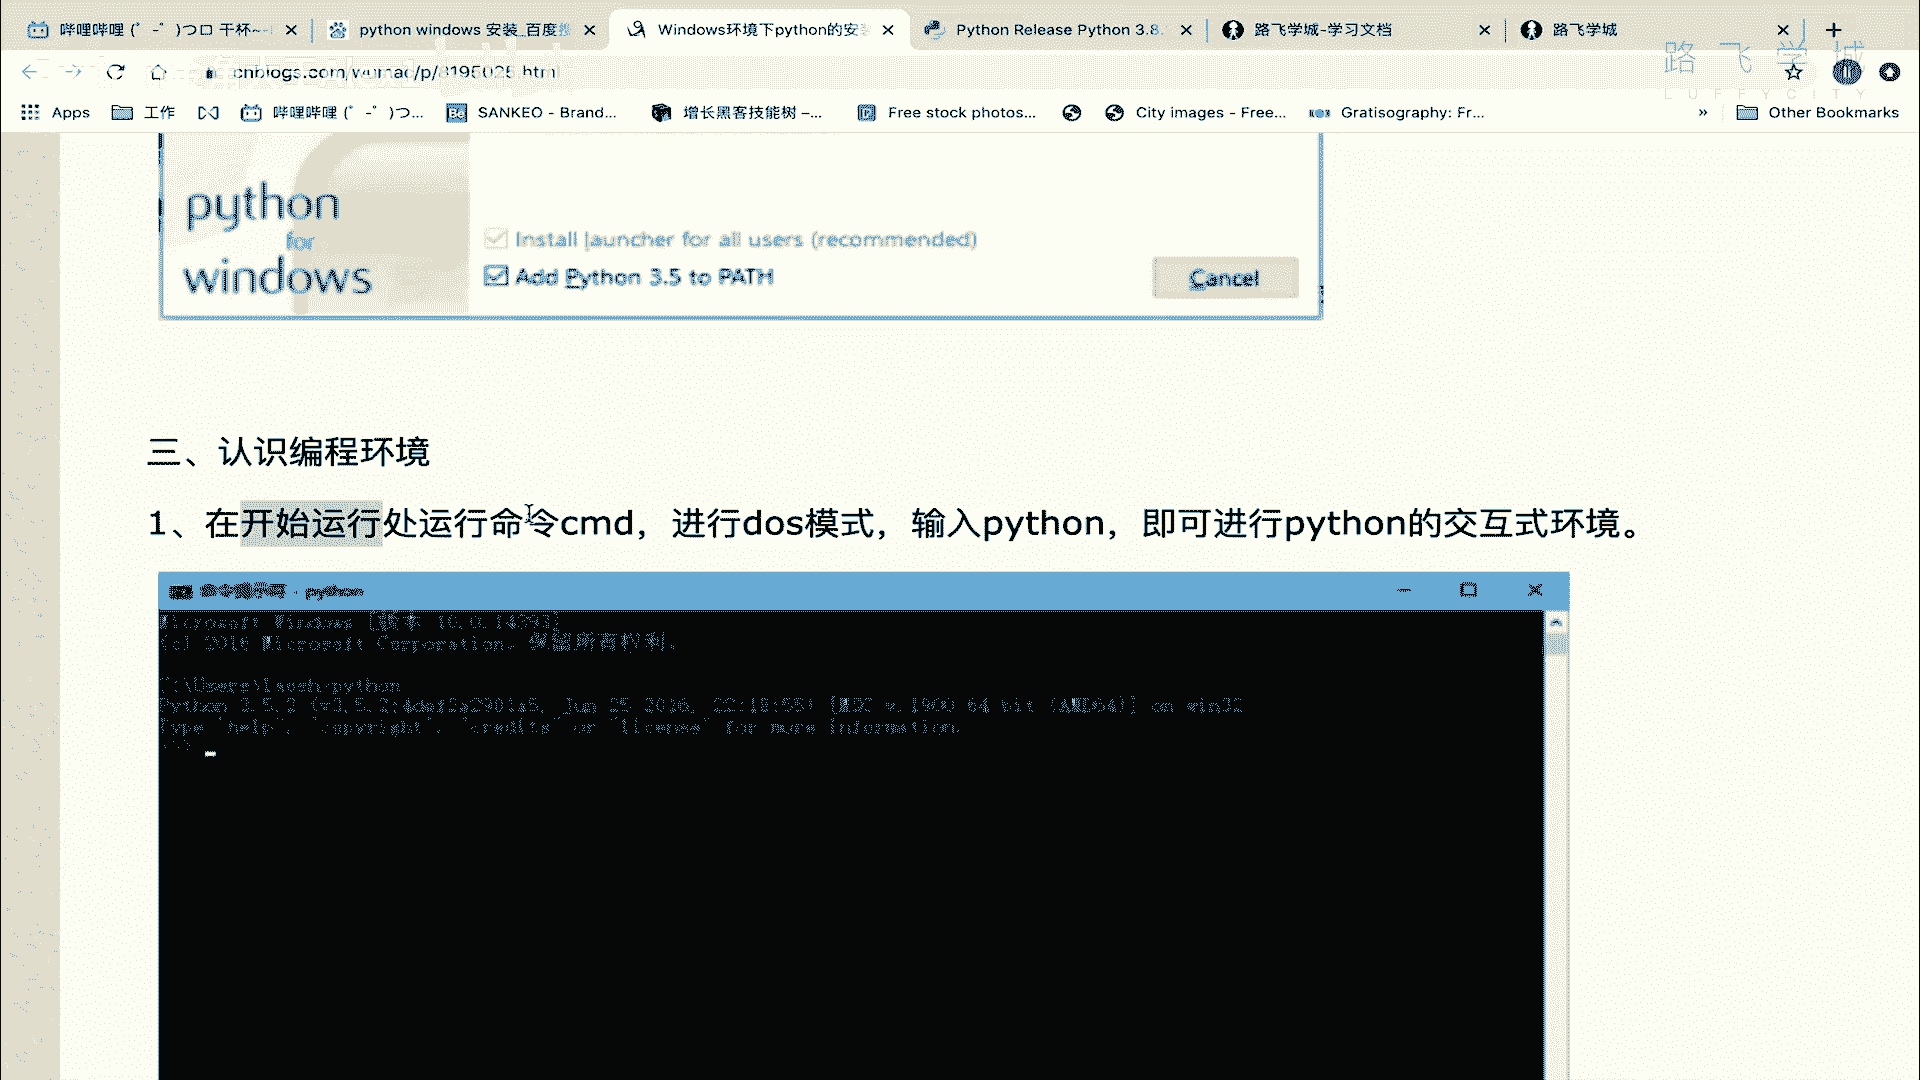 哔哩哔哩 (゜-゜)つロ 干杯~-
python windows 安装_百度搜
Windows环境下python的安装
Python Release Python 3.8.
路飞学城-学习文档
路飞学城
cnblogs.com/wumac/p/8195025.html
路飞学城
LUFFYCITY
Apps
工作
哔哩哔哩 (゜-゜)つ...
SANKEO - Brand...
增长黑客技能树 –...
Free stock photos...
City images - Free...
Gratisography: Fr...
»
Other Bookmarks
python
for
windows
Install launcher for all users (recommended)
Add Python 3.5 to PATH
Cancel
三、认识编程环境
1、在开始运行处运行命令cmd，进行dos模式，输入python，即可进行python的交互式环境。
命令提示符 - python
Microsoft Windows [版本 10.0.14393]
(c) 2016 Microsoft Corporation。保留所有权利。
python
Python 3.5.2 Jun 25 2016, 22:18:55) [MSC v.1900 64 bit (AMD64)] on win32
Type "help", "copyright", "credits" or "license" for more information.
>>>